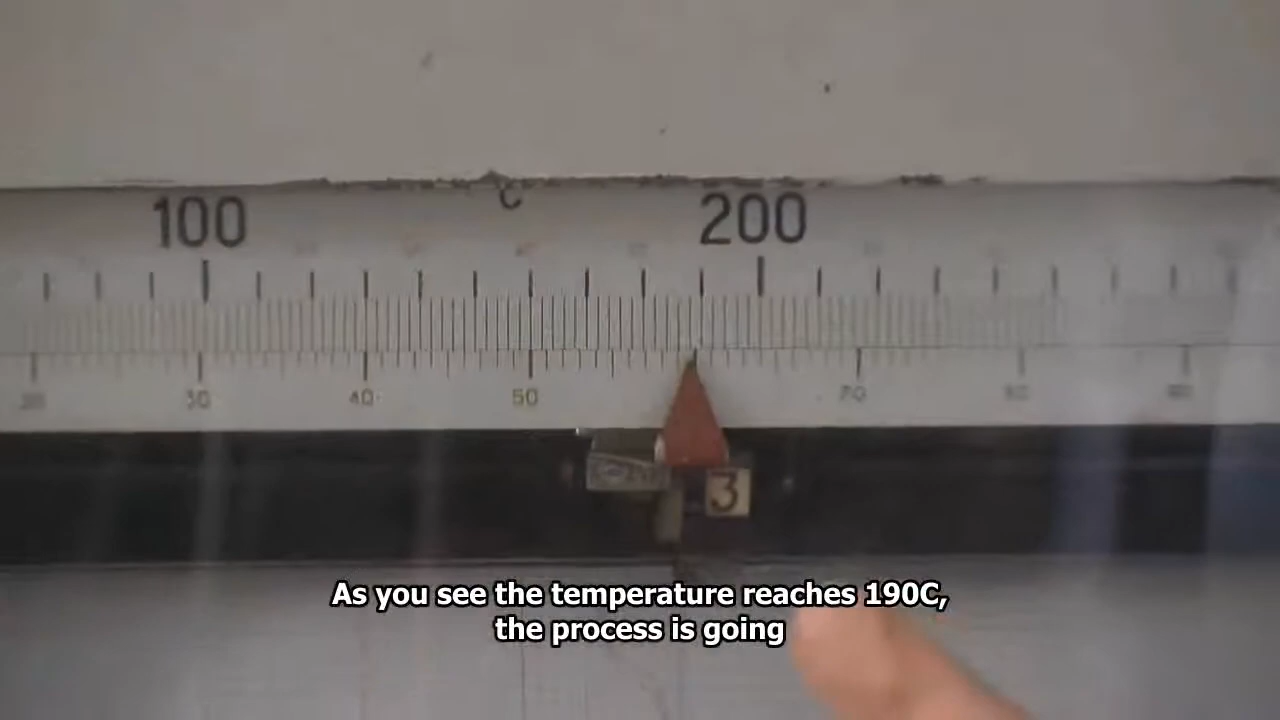 °C
100 200
30 40 50 70
3
As you see the temperature reaches 190C,
the process is going